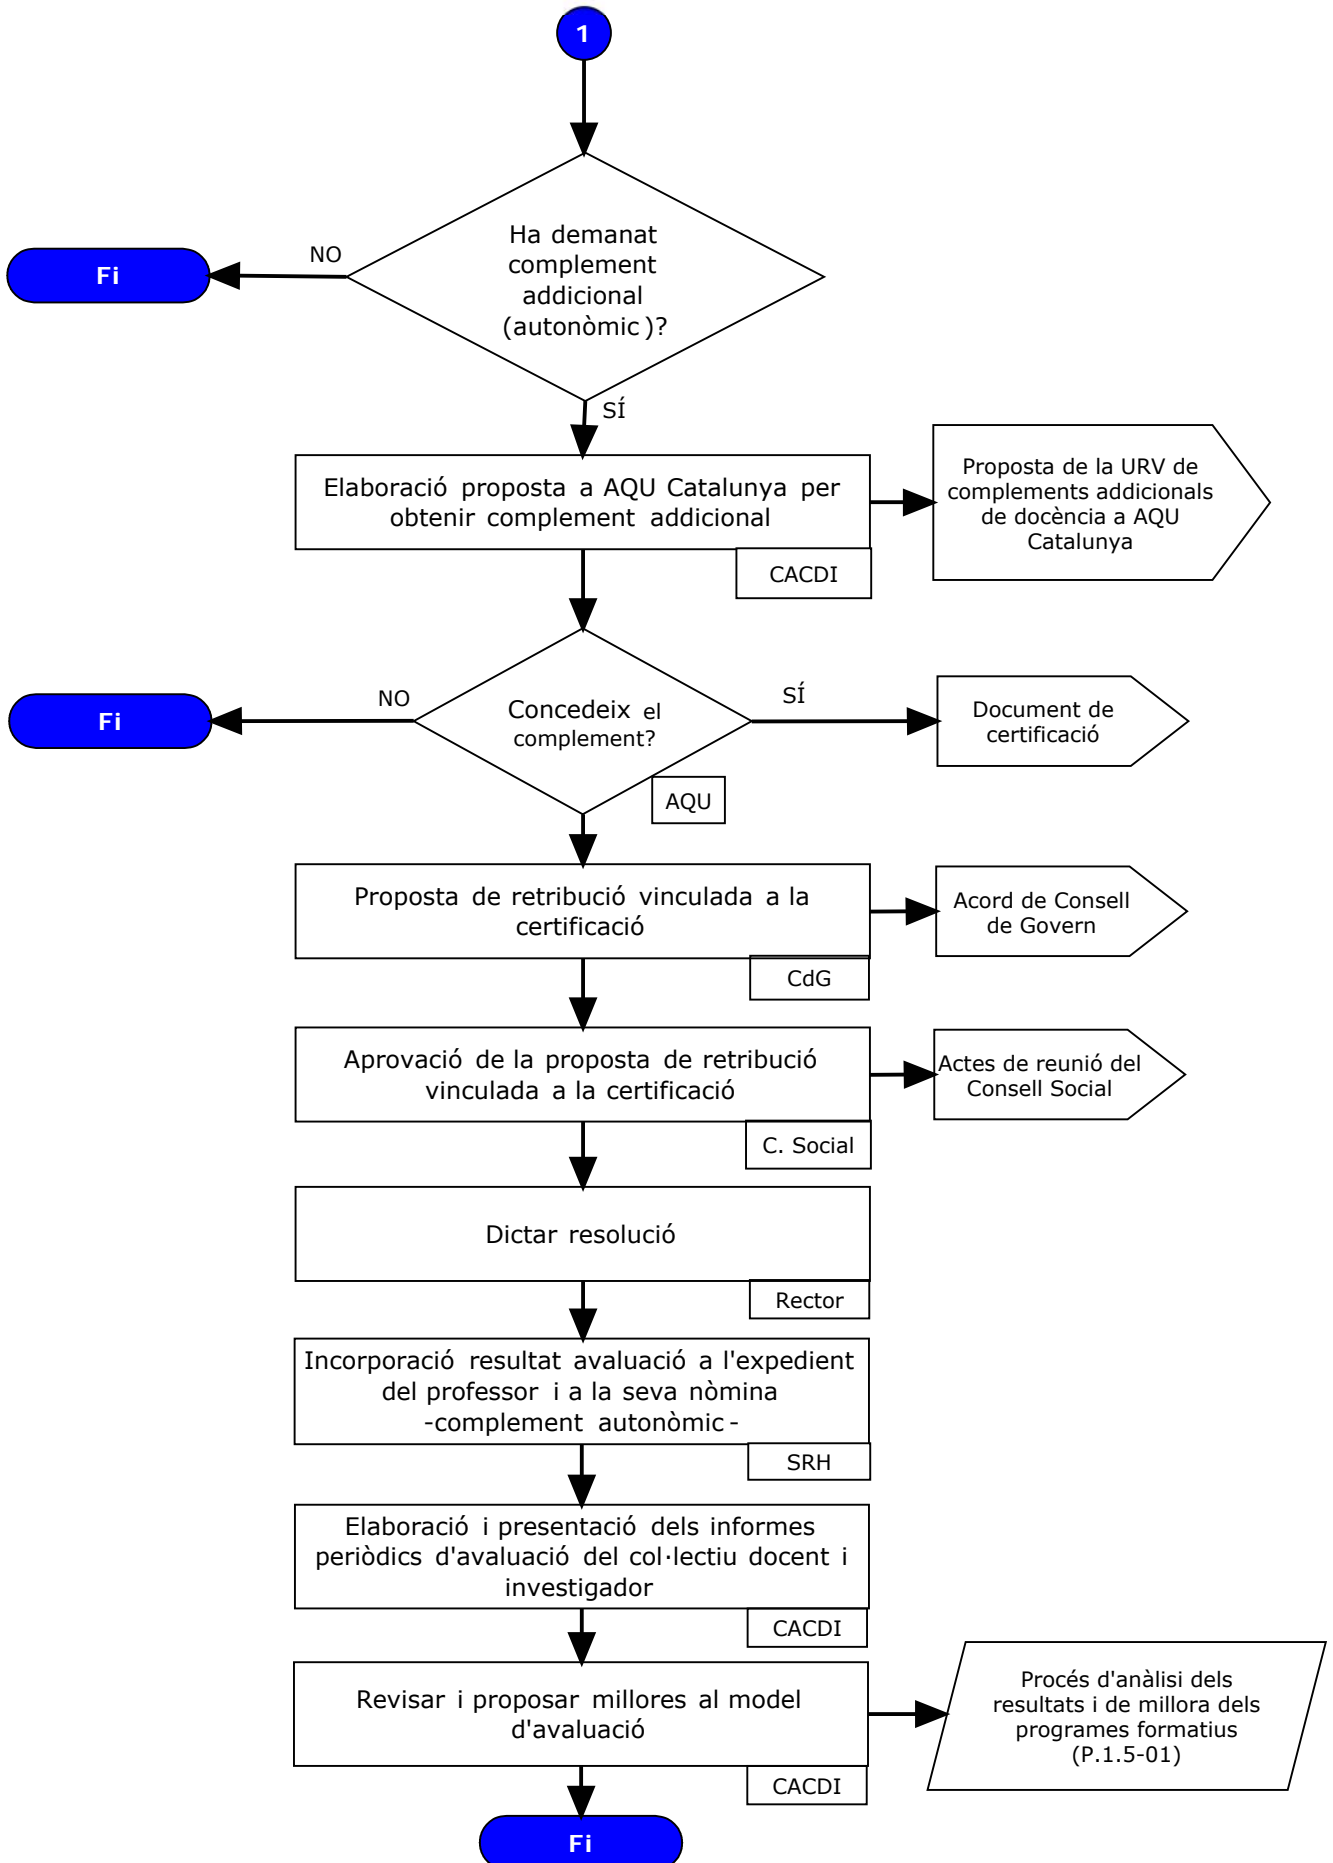 1
Ha demanat
complement
addicional
(autonòmic)?
NO
Fi
SÍ
Elaboració proposta a AQU Catalunya per
obtenir complement addicional
CACDI
Proposta de la URV de
complements addicionals
de docència a AQU
Catalunya
Concedeix el
complement?
NO
Fi
SÍ
Document de
certificació
AQU
Proposta de retribució vinculada a la
certificació
CdG
Acord de Consell
de Govern
Aprovació de la proposta de retribució
vinculada a la certificació
C. Social
Actes de reunió del
Consell Social
Dictar resolució
Rector
Incorporació resultat avaluació a l'expedient
del professor i a la seva nòmina
-complement autonòmic-
SRH
Elaboració i presentació dels informes
periòdics d'avaluació del col·lectiu docent i
investigador
CACDI
Revisar i proposar millores al model
d'avaluació
CACDI
Procés d'anàlisi dels
resultats i de millora dels
programes formatius
(P.1.5-01)
Fi